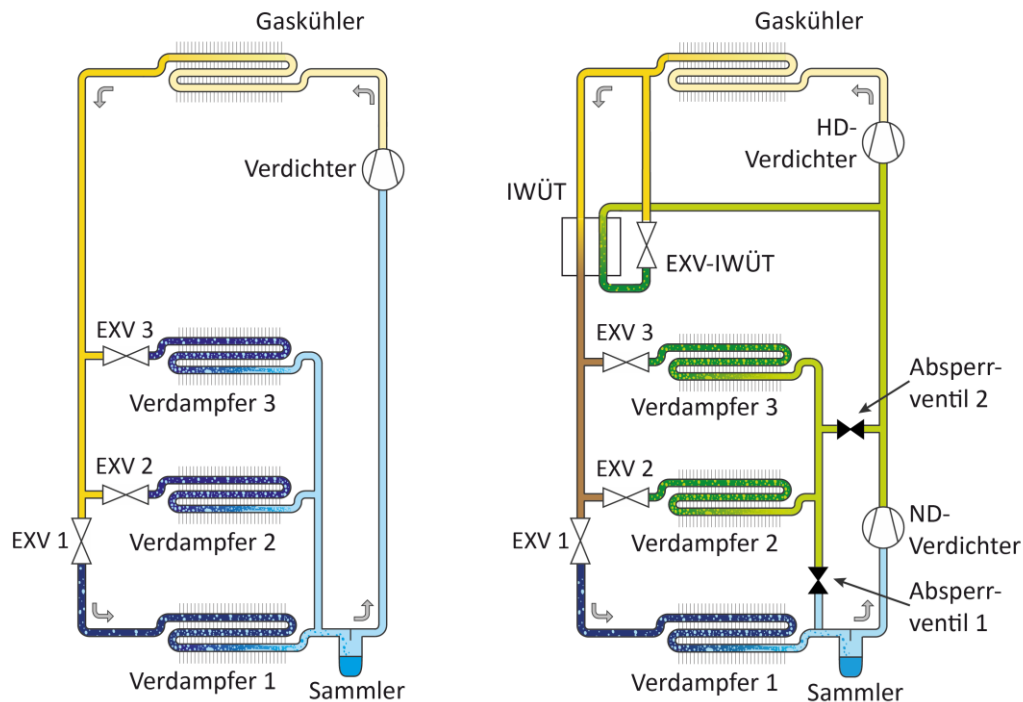 Gaskühler
Verdichter
EXV 3
Verdampfer 3
EXV 2
EXV 1
Verdampfer 2
Verdampfer 1
Sammler
Gaskühler
HD-
Verdichter
IWÜT
EXV-IWÜT
EXV 3
Absperr-
ventil 2
Verdampfer 3
EXV 2
ND-
Verdichter
EXV 1
Verdampfer 2
Absperr-
ventil 1
Verdampfer 1
Sammler